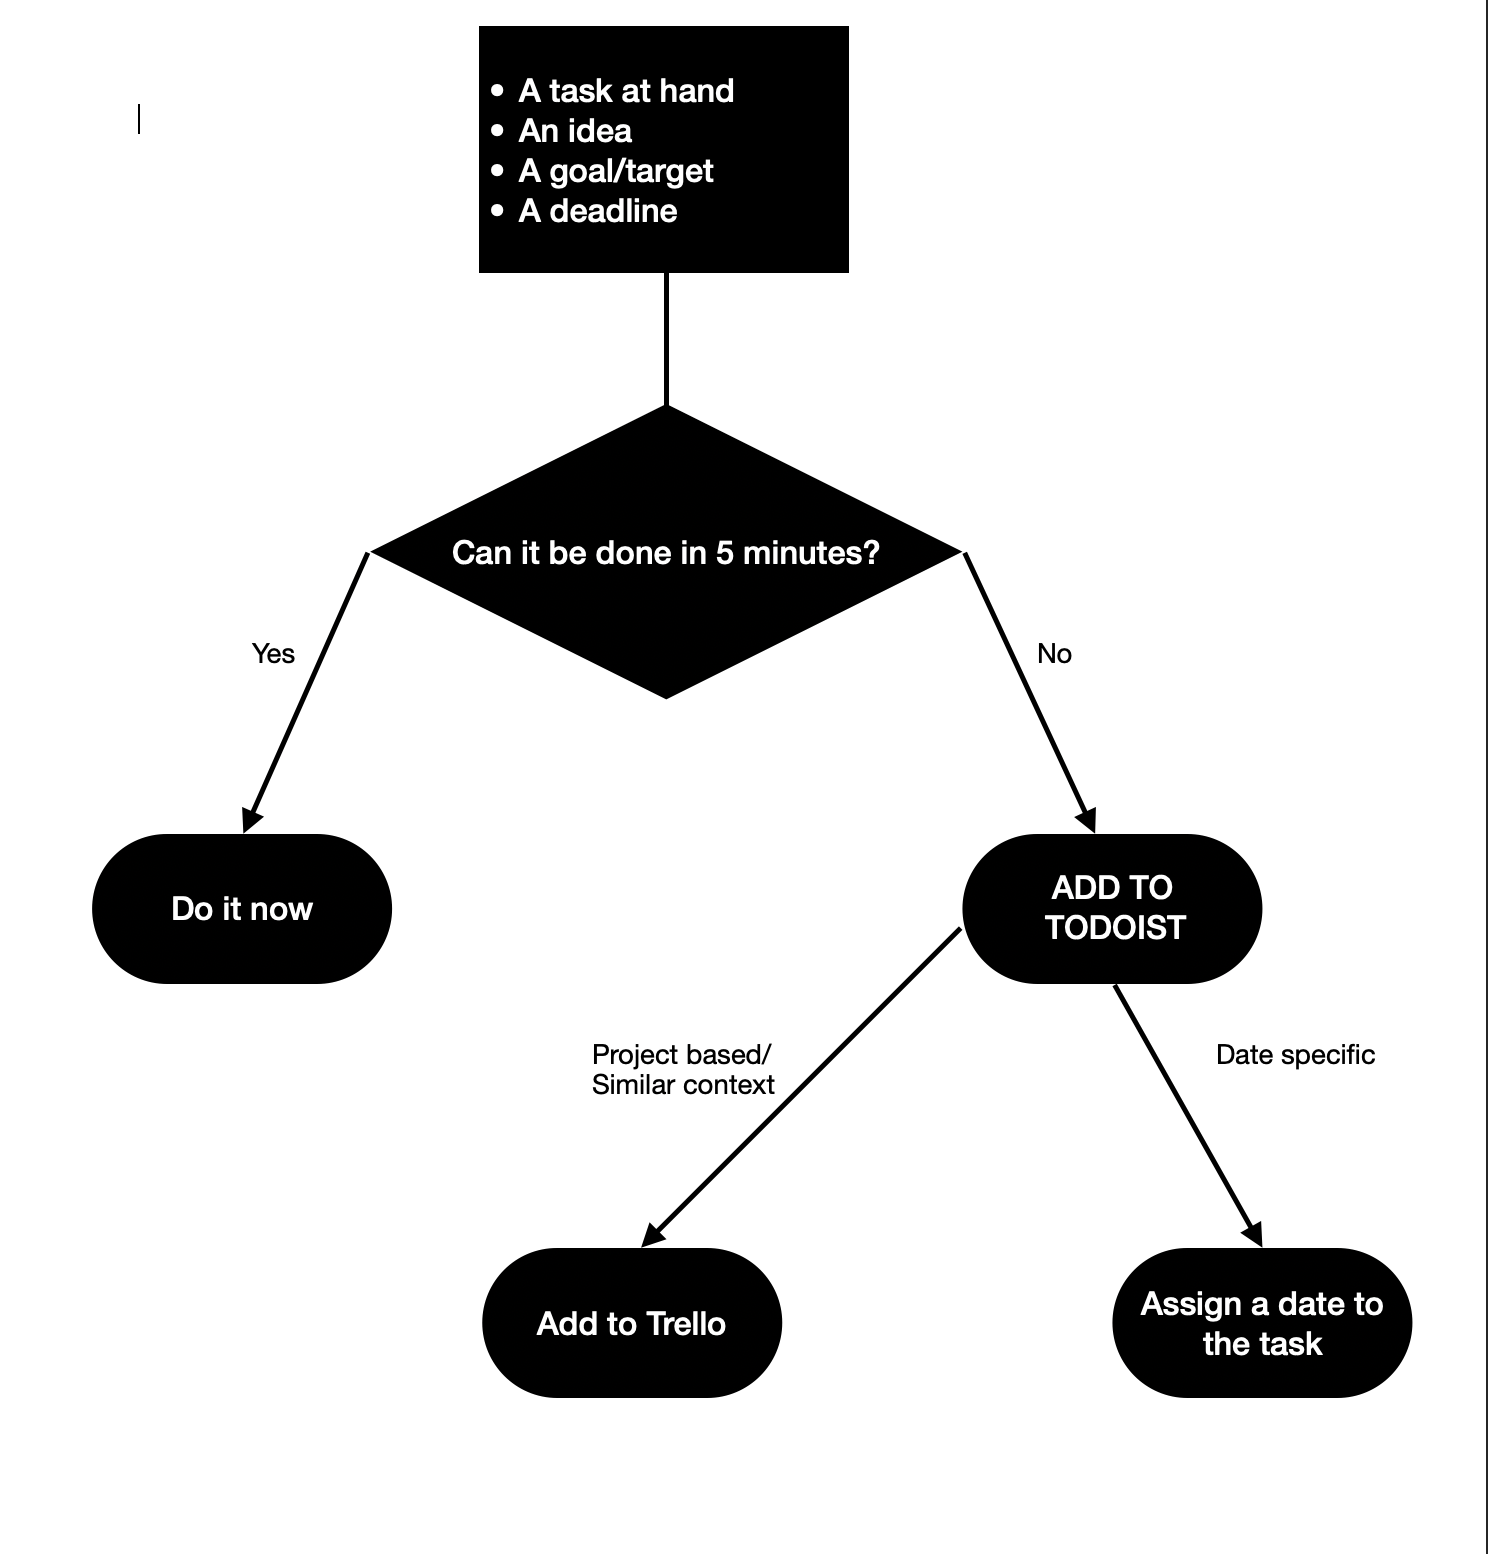 • A task at hand
• An idea
• A goal/target
• A deadline
Can it be done in 5 minutes?
Yes
No
Do it now
ADD TO
TODOIST
Project based/
Similar context
Date specific
Add to Trello
Assign a date to
the task